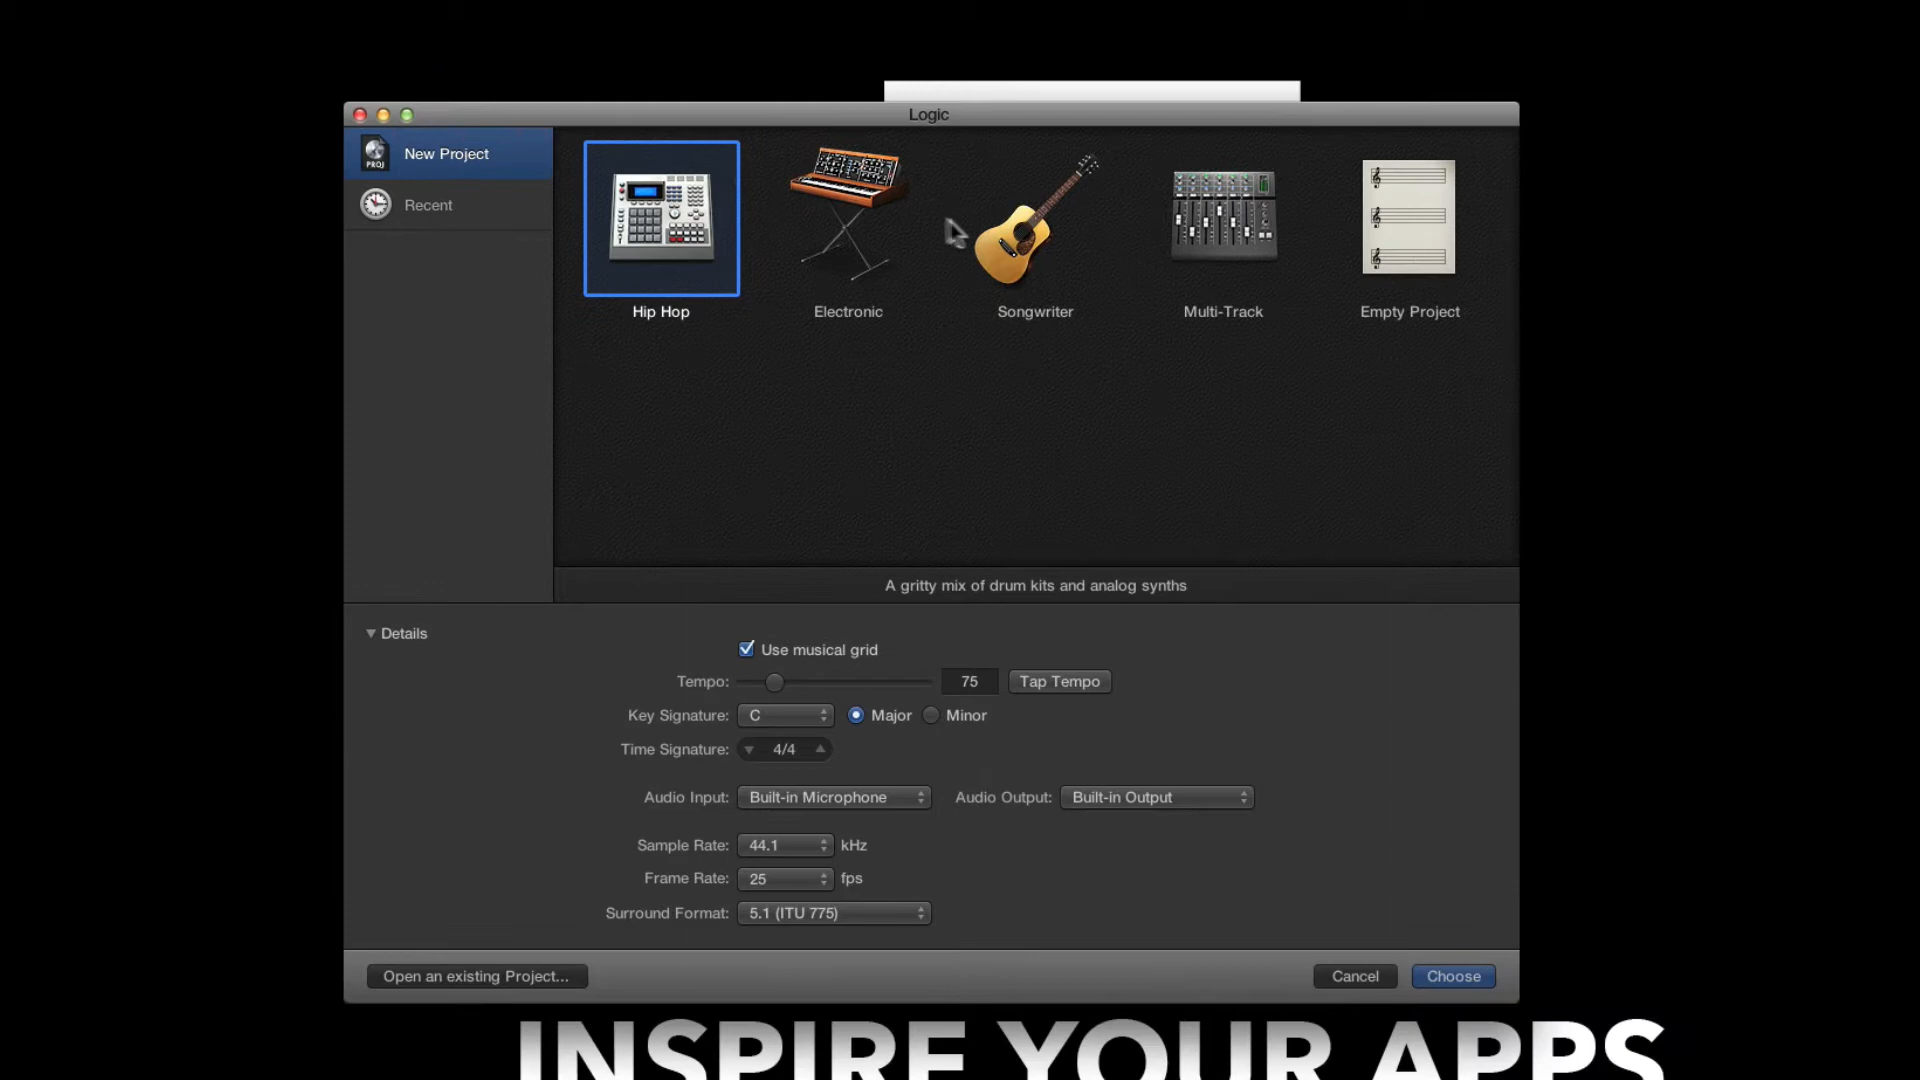 Logic
PROJ
New Project
Recent
Hip Hop
Electronic
Songwriter
Multi-Track
Empty Project
A gritty mix of drum kits and analog synths
Details
Use musical grid
Tempo: 75 Tap Tempo
Key Signature: C Major Minor
Time Signature: 4/4
Audio Input: Built-in Microphone Audio Output: Built-in Output
Sample Rate: 44.1 kHz
Frame Rate: 25 fps
Surround Format: 5.1 (ITU 775)
Open an existing Project... Cancel Choose
INSPIRE YOUR APPS